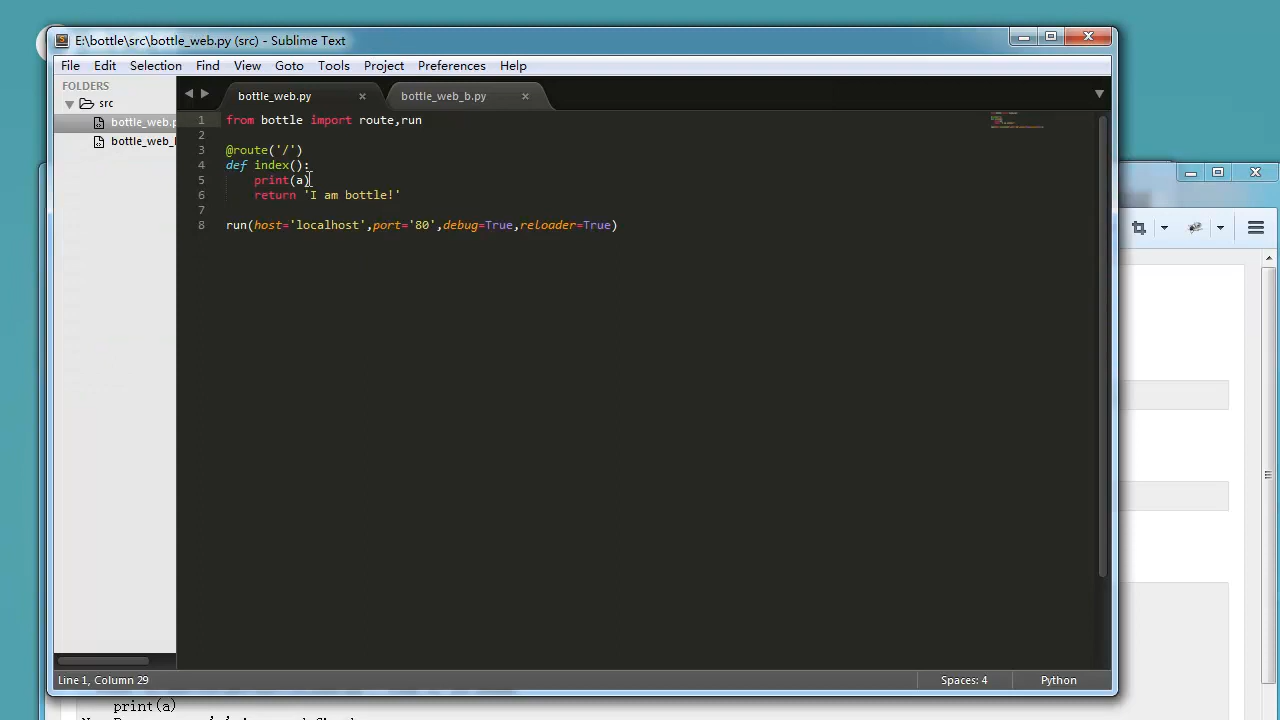 E:\bottle\src\bottle_web.py (src) - Sublime Text
File Edit Selection Find View Goto Tools Project Preferences Help
FOLDERS
src
bottle_web.p
bottle_web_
bottle_web.py
bottle_web_b.py
1 from bottle import route,run
2
3 @route('/')
4 def index():
5 print(a)
6 return 'I am bottle!'
7
8 run(host='localhost',port='80',debug=True,reloader=True)
Line 1, Column 29
Spaces: 4
Python
print(a)